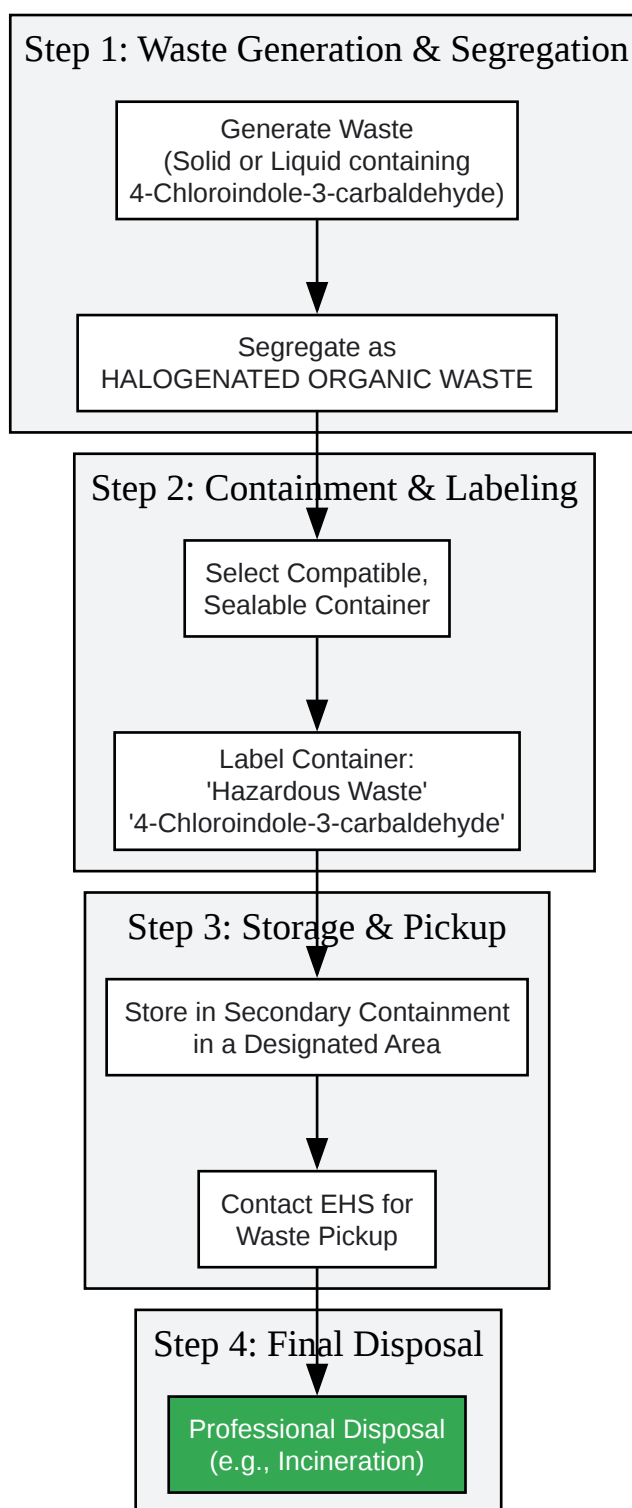 Step 1: Waste Generation & Segregation
Generate Waste
(Solid or Liquid containing
4-Chloroindole-3-carbaldehyde)
Segregate as
HALOGENATED ORGANIC WASTE
Step 2: Containment & Labeling
Select Compatible,
Sealable Container
Label Container:
'Hazardous Waste'
'4-Chloroindole-3-carbaldehyde'
Step 3: Storage & Pickup
Store in Secondary Containment
in a Designated Area
Contact EHS for
Waste Pickup
Step 4: Final Disposal
Professional Disposal
(e.g., Incineration)